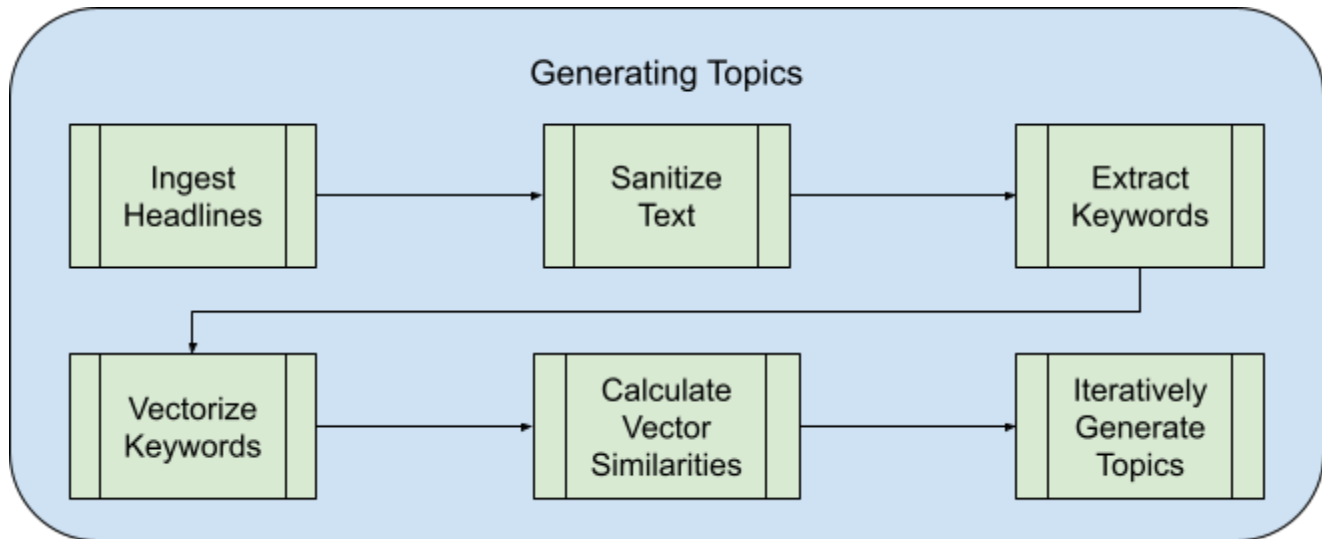 Generating Topics
Ingest
Headlines
Sanitize
Text
Extract
Keywords
Vectorize
Keywords
Calculate
Vector
Similarities
Iteratively
Generate
Topics